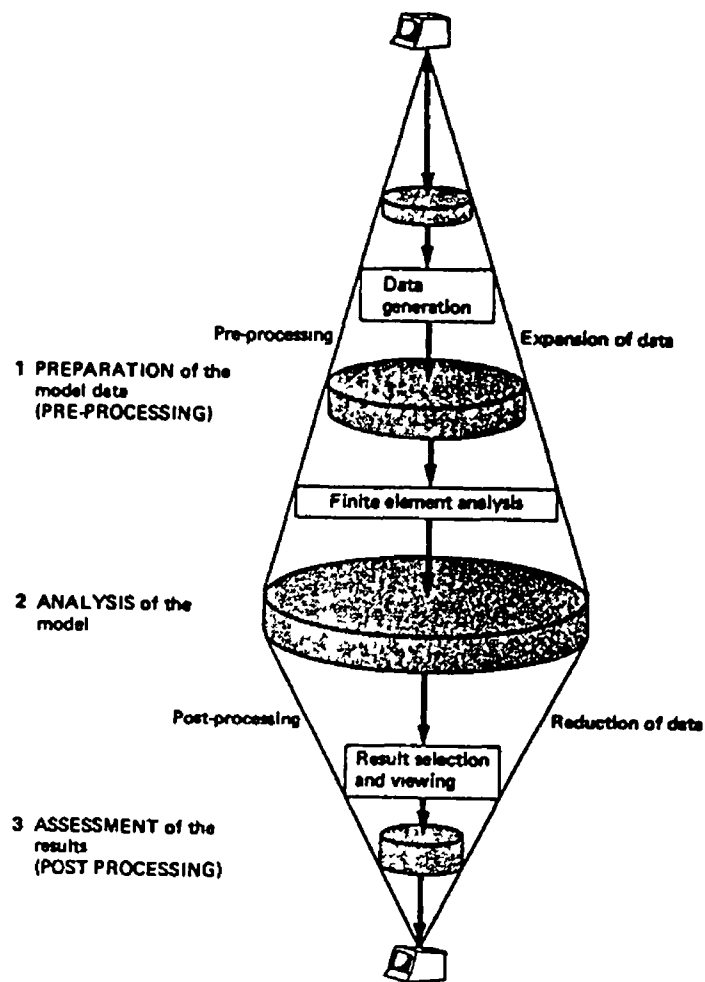 Data
generation
Pre-processing
Expansion of data
1 PREPARATION of the
model data
(PRE-PROCESSING)
Finite element analysis
2 ANALYSIS of the
model
Post-processing
Reduction of data
Result selection
and viewing
3 ASSESSMENT of the
results
(POST PROCESSING)